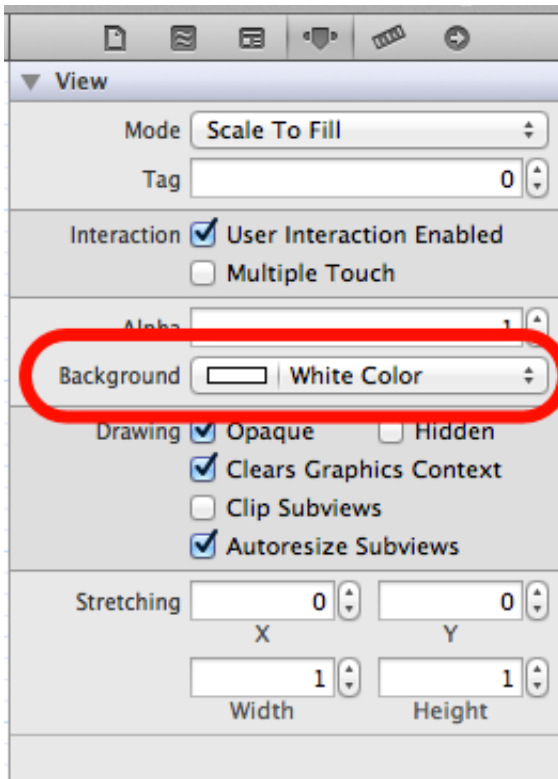 View
Mode Scale To Fill
Tag 0
Interaction User Interaction Enabled
Multiple Touch
Alpha 1
Background White Color
Drawing Opaque Hidden
Clears Graphics Context
Clip Subviews
Autoresize Subviews
Stretching 0 0
X Y
1 1
Width Height